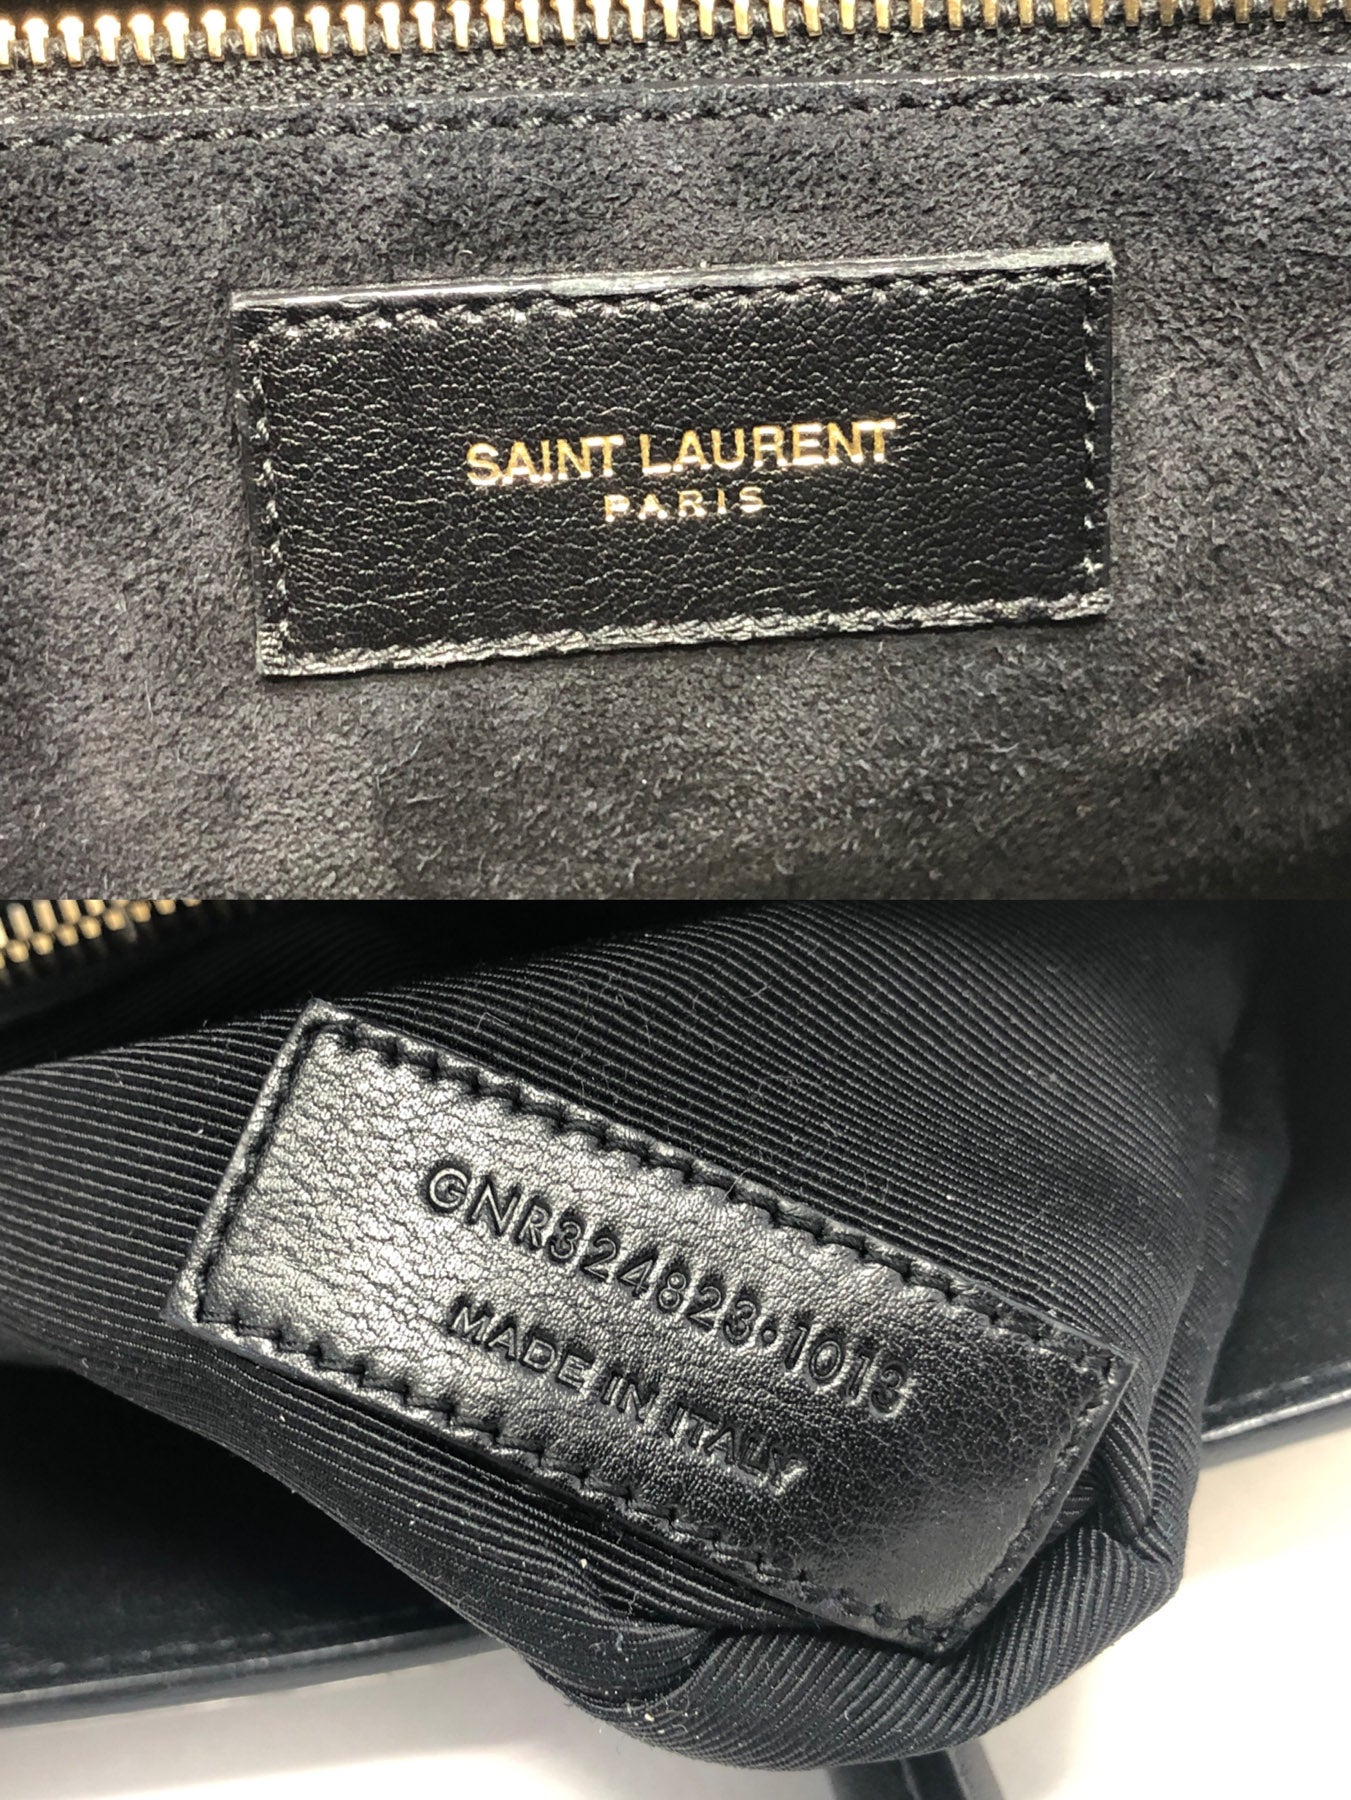 SAINT LAURENT
PARIS
GNR324823·1013
MADE IN ITALY